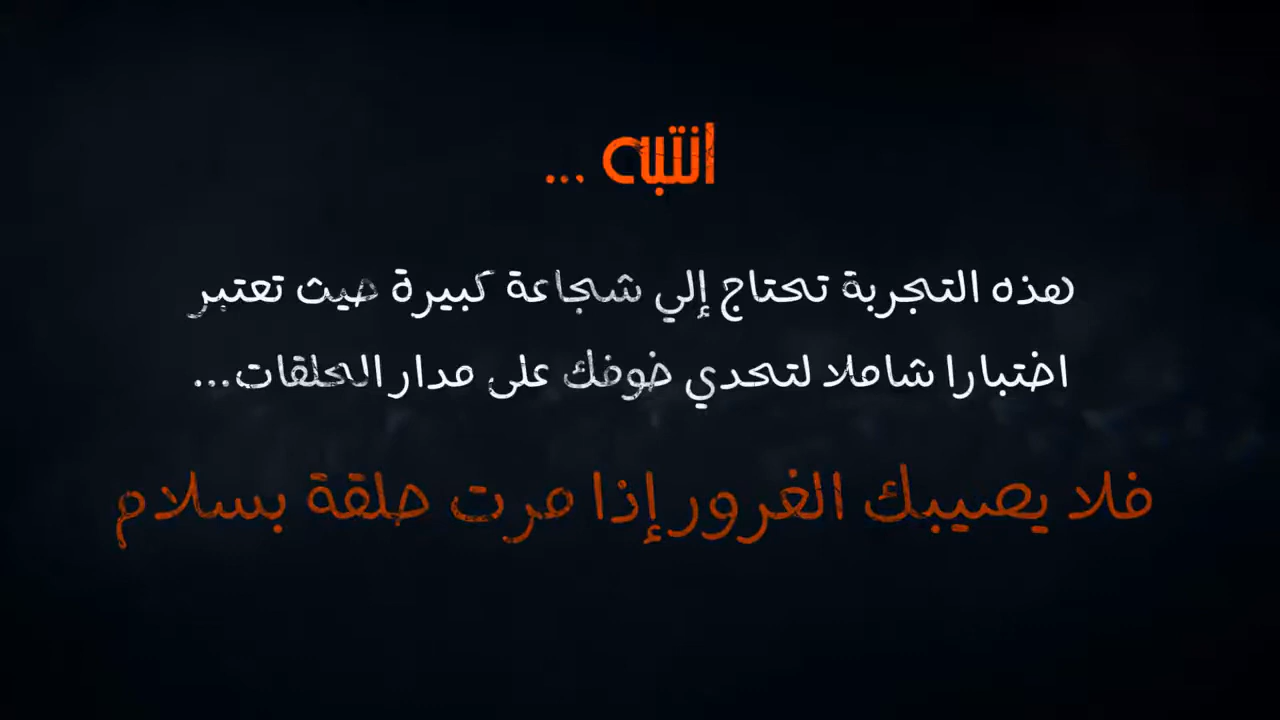 انتبه ...
هذه التجربة تحتاج إلي شجاعة كبيرة حيث تعتبر
اختبارا شاملا لتحدي خوفك على مدار الحلقات...
فلا يصيبك الغرور إذا مرت حلقة بسلام